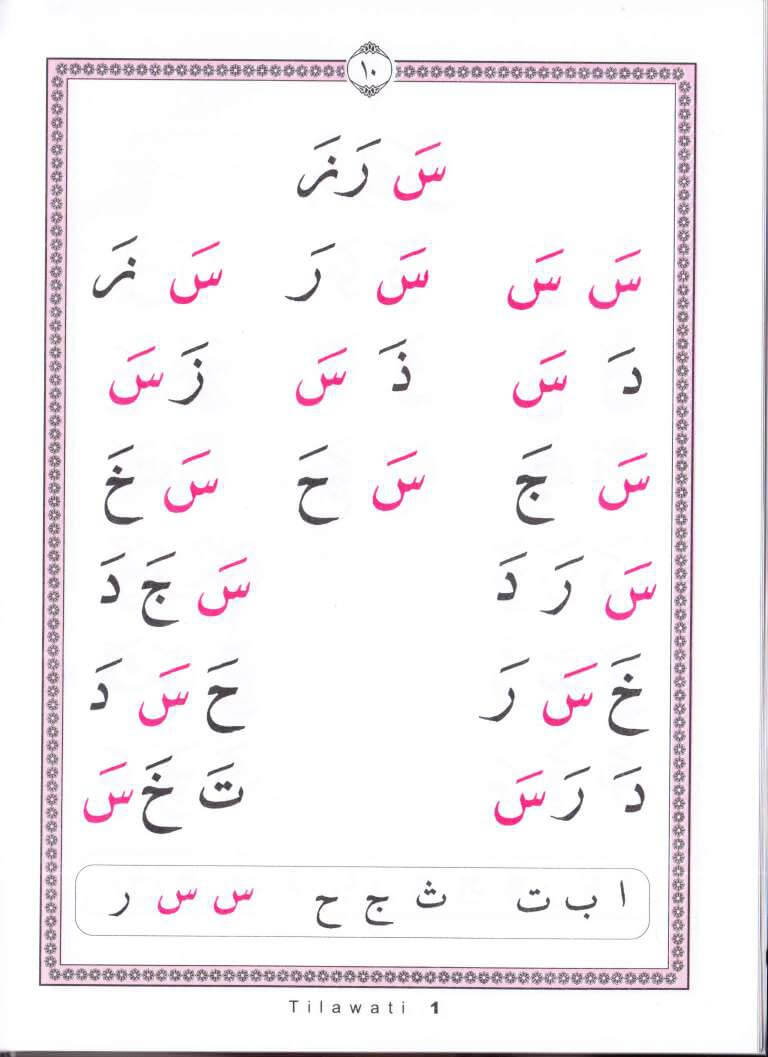 ١٠
سَ رَ نَر
سَ سَ سَ رَ سَ نَر
دَ سَ ذَ سَ زَ سَ
سَ جَ سَ حَ سَ خَ
سَ رَ دَ سَ جَ دَ
خَ سَ رَ حَ سَ دَ
دَ رَ سَ تَ خَ سَ
ا ب ت ث ج ح س س ر
Tilawati 1